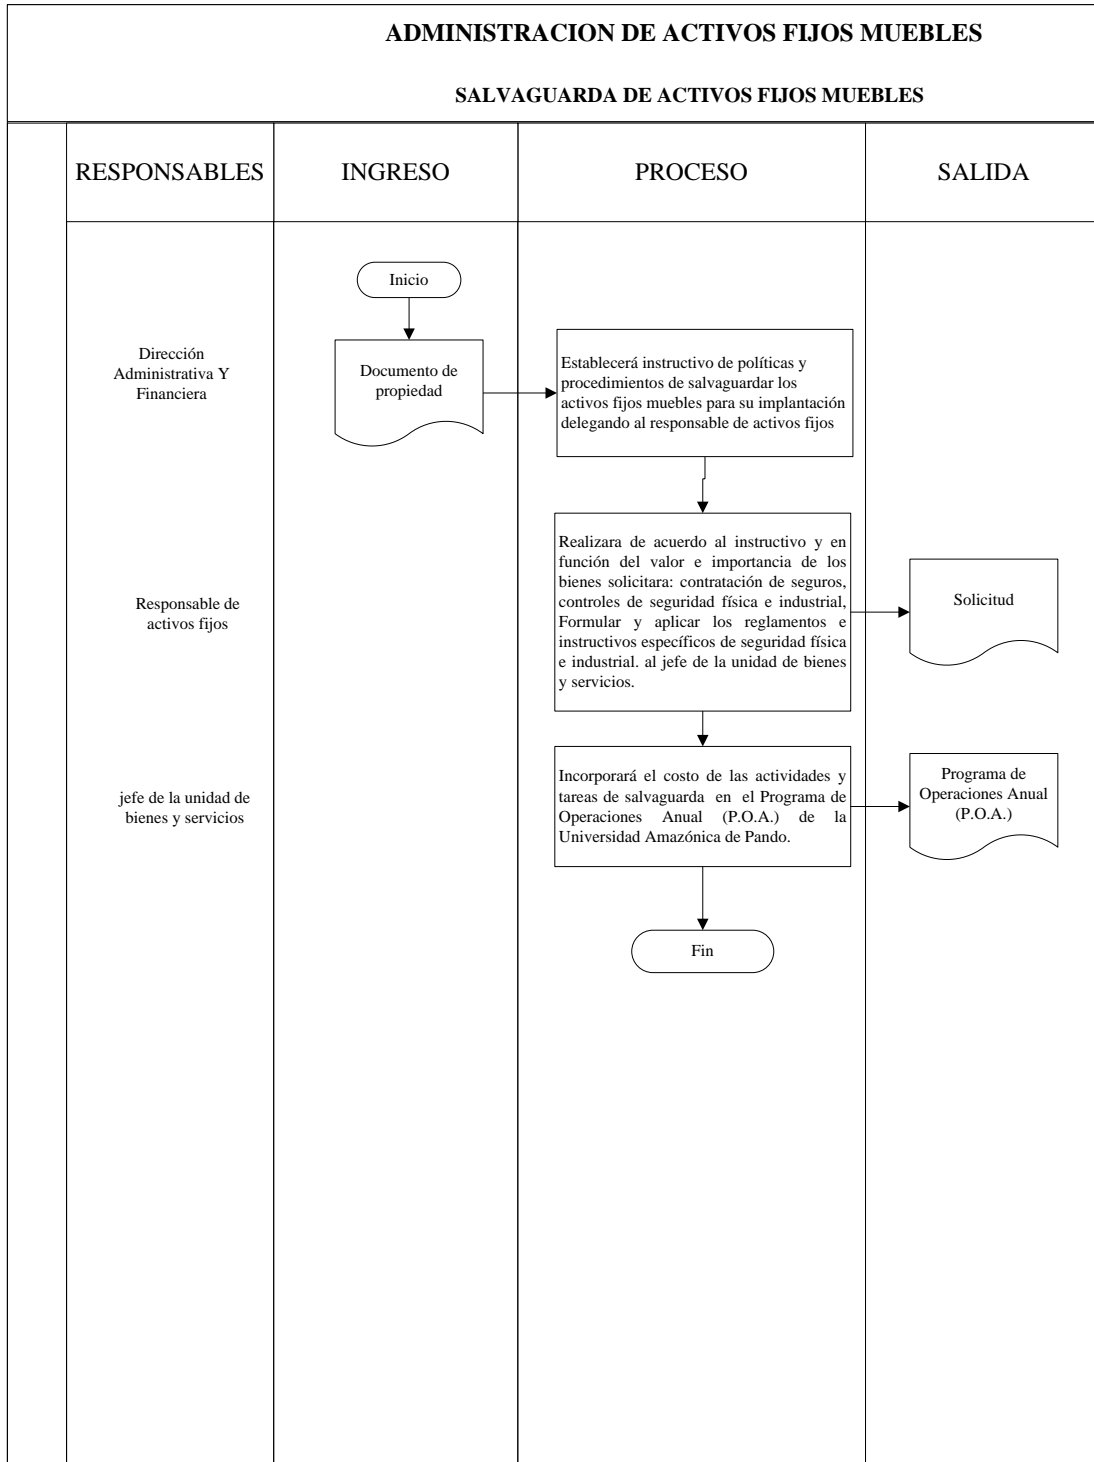 ADMINISTRACION DE ACTIVOS FIJOS MUEBLES
SALVAGUARDA DE ACTIVOS FIJOS MUEBLES
RESPONSABLES
INGRESO
PROCESO
SALIDA
Inicio
Dirección
Administrativa Y
Financiera
Documento de
propiedad
Establecerá instructivo de políticas y
procedimientos de salvaguardar los
activos fijos muebles para su implantación
delegando al responsable de activos fijos
Responsable de
activos fijos
Realizara de acuerdo al instructivo y en
función del valor e importancia de los
bienes solicitara: contratación de seguros,
controles de seguridad física e industrial,
Formular y aplicar los reglamentos e
instructivos específicos de seguridad física
e industrial. al jefe de la unidad de bienes
y servicios.
Solicitud
jefe de la unidad de
bienes y servicios
Incorporará el costo de las actividades y
tareas de salvaguarda en el Programa de
Operaciones Anual (P.O.A.) de la
Universidad Amazónica de Pando.
Programa de
Operaciones Anual
(P.O.A.)
Fin